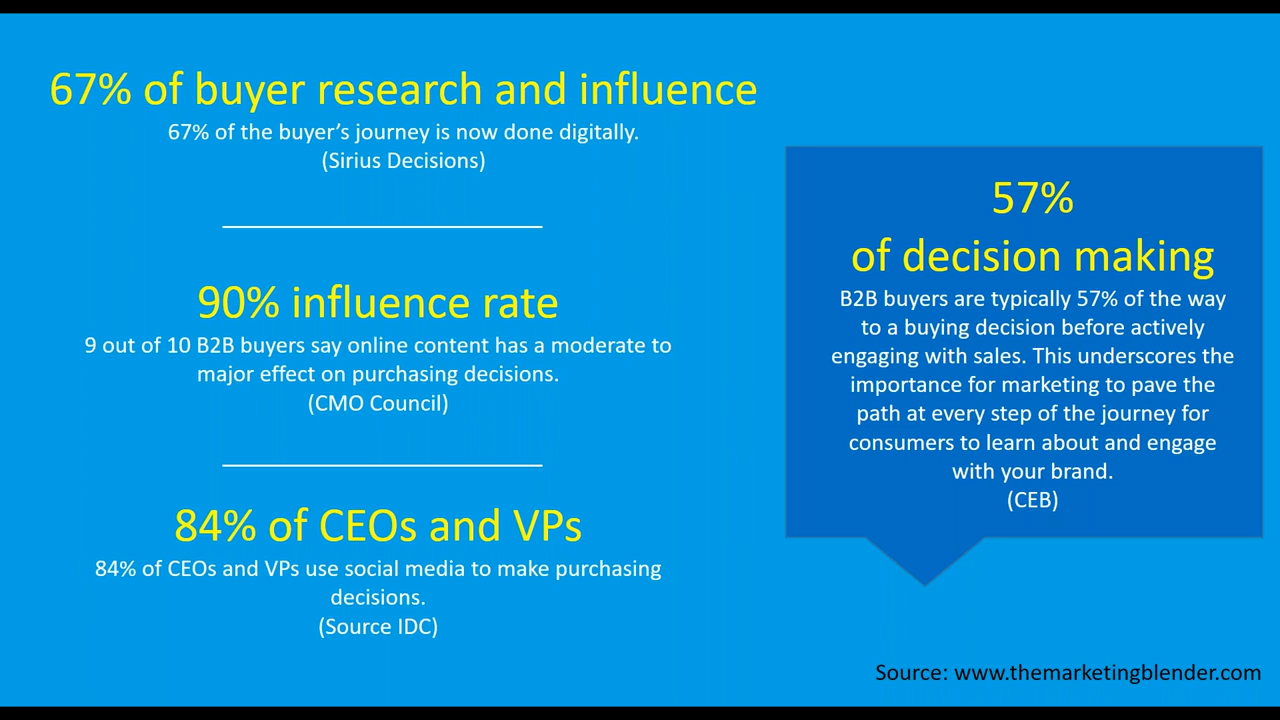 67% of buyer research and influence
67% of the buyer’s journey is now done digitally.
(Sirius Decisions)
90% influence rate
9 out of 10 B2B buyers say online content has a moderate to
major effect on purchasing decisions.
(CMO Council)
84% of CEOs and VPs
84% of CEOs and VPs use social media to make purchasing
decisions.
(Source IDC)
57%
of decision making
B2B buyers are typically 57% of the way
to a buying decision before actively
engaging with sales. This underscores the
importance for marketing to pave the
path at every step of the journey for
consumers to learn about and engage
with your brand.
(CEB)
Source: www.themarketingblender.com